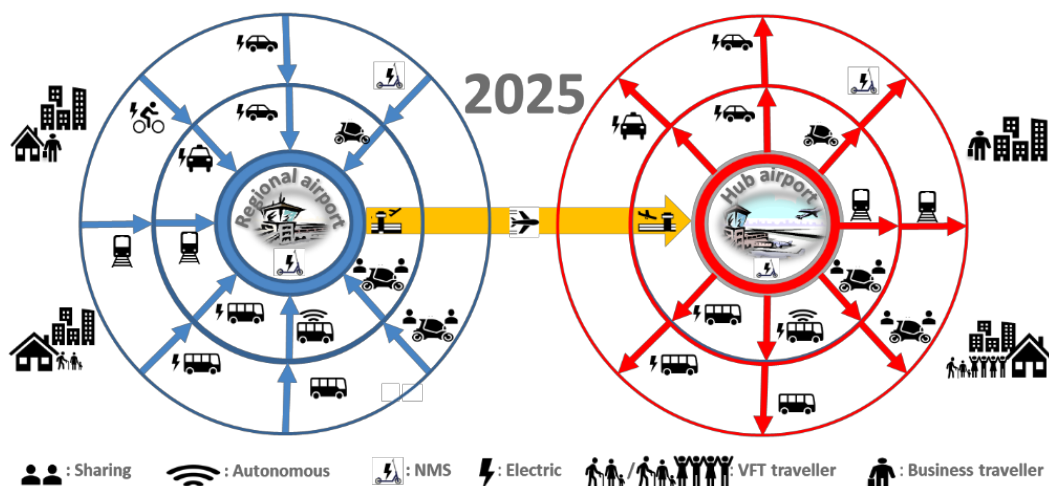 2025
Regional airport
Hub airport
: Sharing
: Autonomous
: NMS
: Electric
/
: VFT traveller
: Business traveller